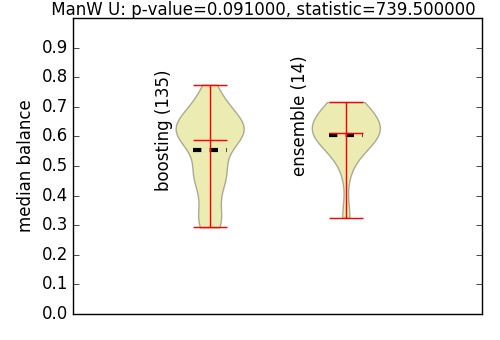 ManW U: p-value=0.091000, statistic=739.500000
median balance
0.9
0.8
0.7
0.6
0.5
0.4
0.3
0.2
0.1
0.0
boosting (135)
ensemble (14)